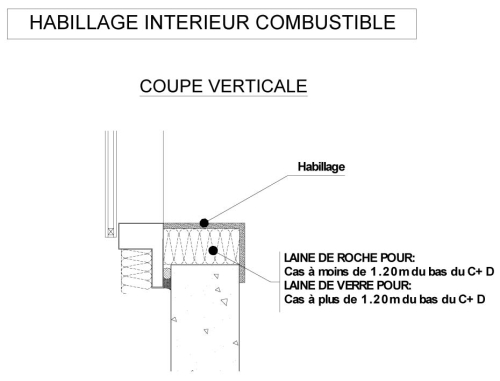 HABILLAGE INTERIEUR COMBUSTIBLE
COUPE VERTICALE
Habillage
LAINE DE ROCHE POUR:
Cas à moins de 1.20m du bas du C+D
LAINE DE VERRE POUR:
Cas à plus de 1.20m du bas du C+D